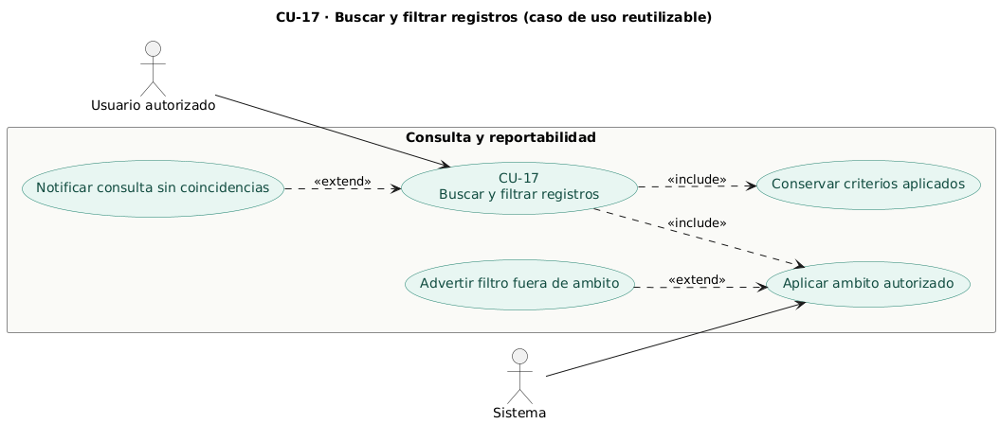 CU-17 · Buscar y filtrar registros (caso de uso reutilizable)
Usuario autorizado
Consulta y reportabilidad
Notificar consulta sin coincidencias
«extend»
CU-17
Buscar y filtrar registros
«include»
Conservar criterios aplicados
«include»
Advertir filtro fuera de ambito
«extend»
Aplicar ambito autorizado
Sistema